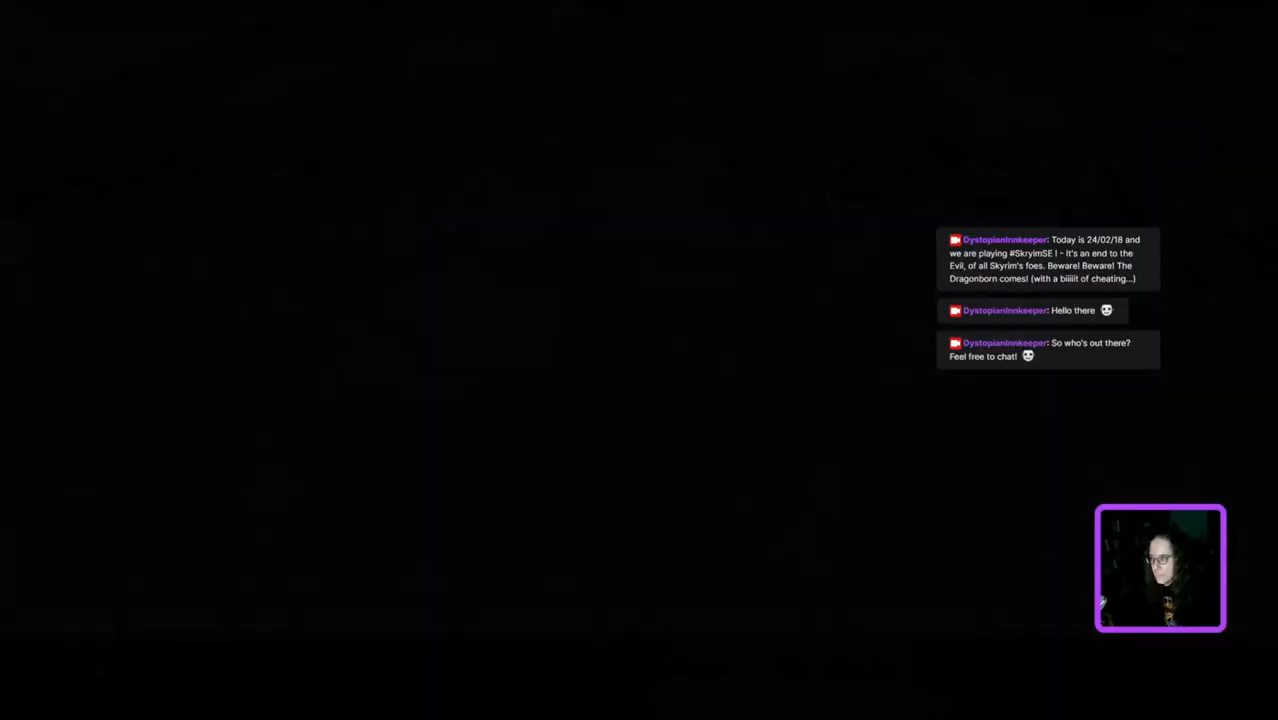 DystopianInnkeeper: Today is 24/02/18 and
we are playing #SkryimSE ! - It's an end to the
Evil, of all Skyrim's foes. Beware! Beware! The
Dragonborn comes! (with a biiiiit of cheating...)
DystopianInnkeeper: Hello there
DystopianInnkeeper: So who's out there?
Feel free to chat!